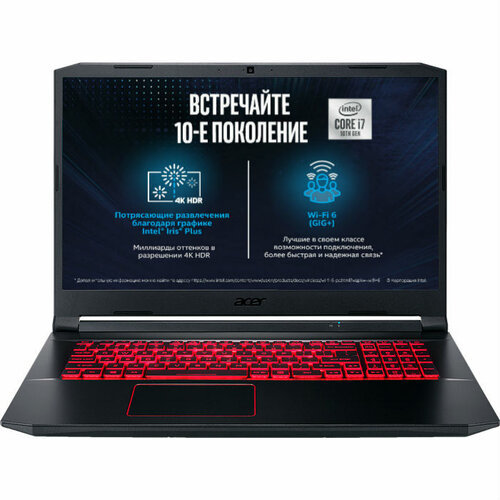 ВСТРЕЧАЙТЕ
10-Е ПОКОЛЕНИЕ
intel
CORE i7
10TH GEN
4K HDR
Потрясающие развлечения
благодаря графике
Intel® Iris® Plus
Миллиарды оттенков в
разрешении 4K HDR
Wi-Fi 6
(GIG+)
Лучшие в своем классе
возможности подключения,
более быстрая и надежная связь*
acer